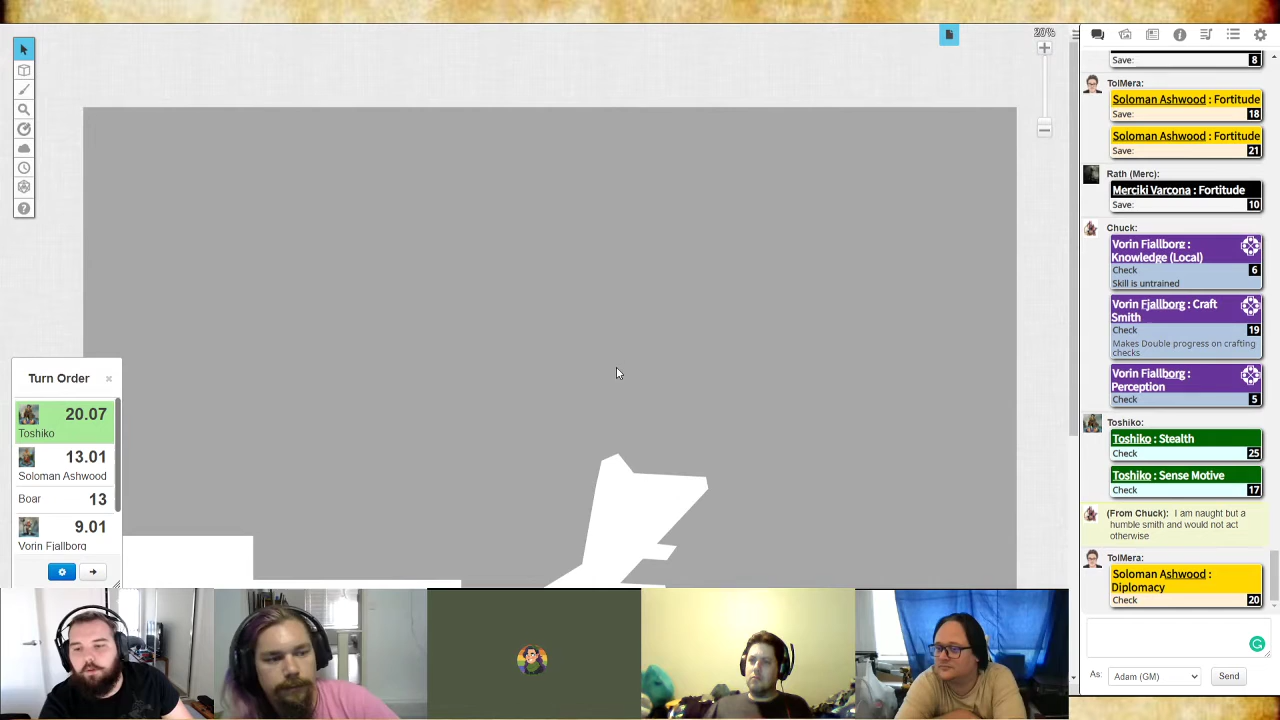 20%
Save: 8
TolMera:
Soloman Ashwood : Fortitude
Save: 18
Soloman Ashwood : Fortitude
Save: 21
Rath (Merc):
Merciki Varcona : Fortitude
Save: 10
Chuck:
Vorin Fjallborg :
Knowledge (Local)
Check 6
Skill is untrained
Vorin Fjallborg : Craft
Smith
Check 19
Makes Double progress on crafting
checks
Vorin Fjallborg :
Perception
Check 5
Toshiko:
Toshiko : Stealth
Check 25
Toshiko : Sense Motive
Check 17
(From Chuck): I am naught but a
humble smith and would not act
otherwise
TolMera:
Soloman Ashwood :
Diplomacy
Check 20
As: Adam (GM) Send
Turn Order
20.07
Toshiko
13.01
Soloman Ashwood
Boar 13
9.01
Vorin Fjallborg